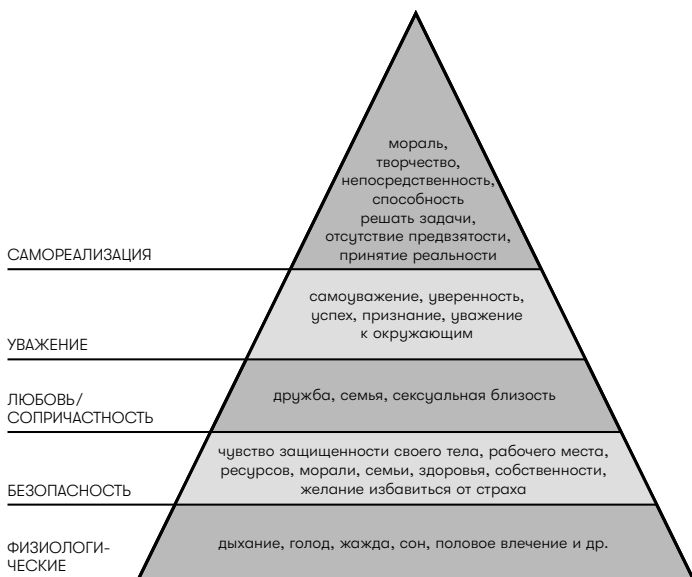 мораль,
творчество,
непосредственность,
способность
решать задачи,
отсутствие предвзятости,
принятие реальности
САМОРЕАЛИЗАЦИЯ
самоуважение, уверенность,
успех, признание, уважение
к окружающим
УВАЖЕНИЕ
дружба, семья, сексуальная близость
ЛЮБОВЬ/
СОПРИЧАСТНОСТЬ
чувство защищенности своего тела, рабочего места,
ресурсов, морали, семьи, здоровья, собственности,
желание избавиться от страха
БЕЗОПАСНОСТЬ
дыхание, голод, жажда, сон, половое влечение и др.
ФИЗИОЛОГИ-
ЧЕСКИЕ